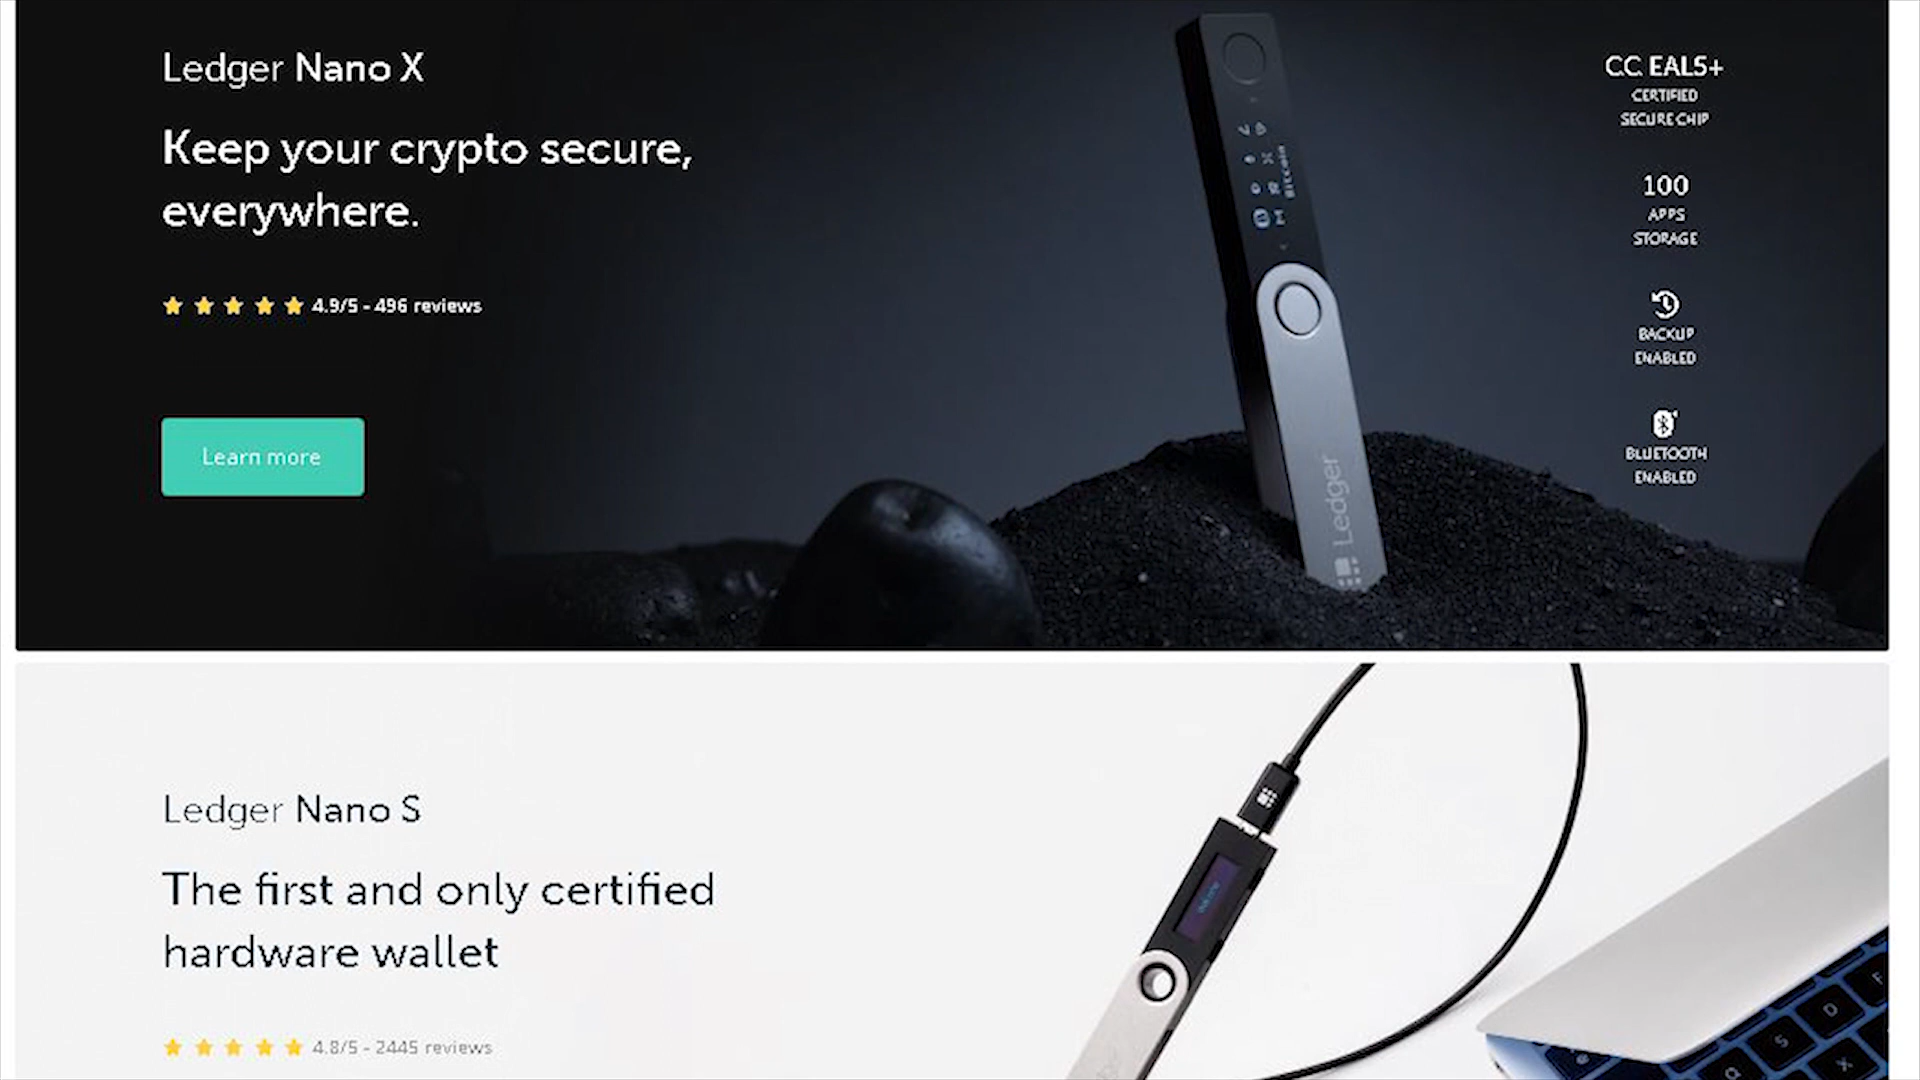 Ledger Nano X
Keep your crypto secure,
everywhere.
4.9/5 - 496 reviews
Learn more
Bitcoin
Ledger
CC EAL5+
CERTIFIED
SECURE CHIP
100
APPS
STORAGE
BACKUP
ENABLED
BLUETOOTH
ENABLED
Ledger Nano S
The first and only certified
hardware wallet
4.8/5 - 2445 reviews
S
D
F
X